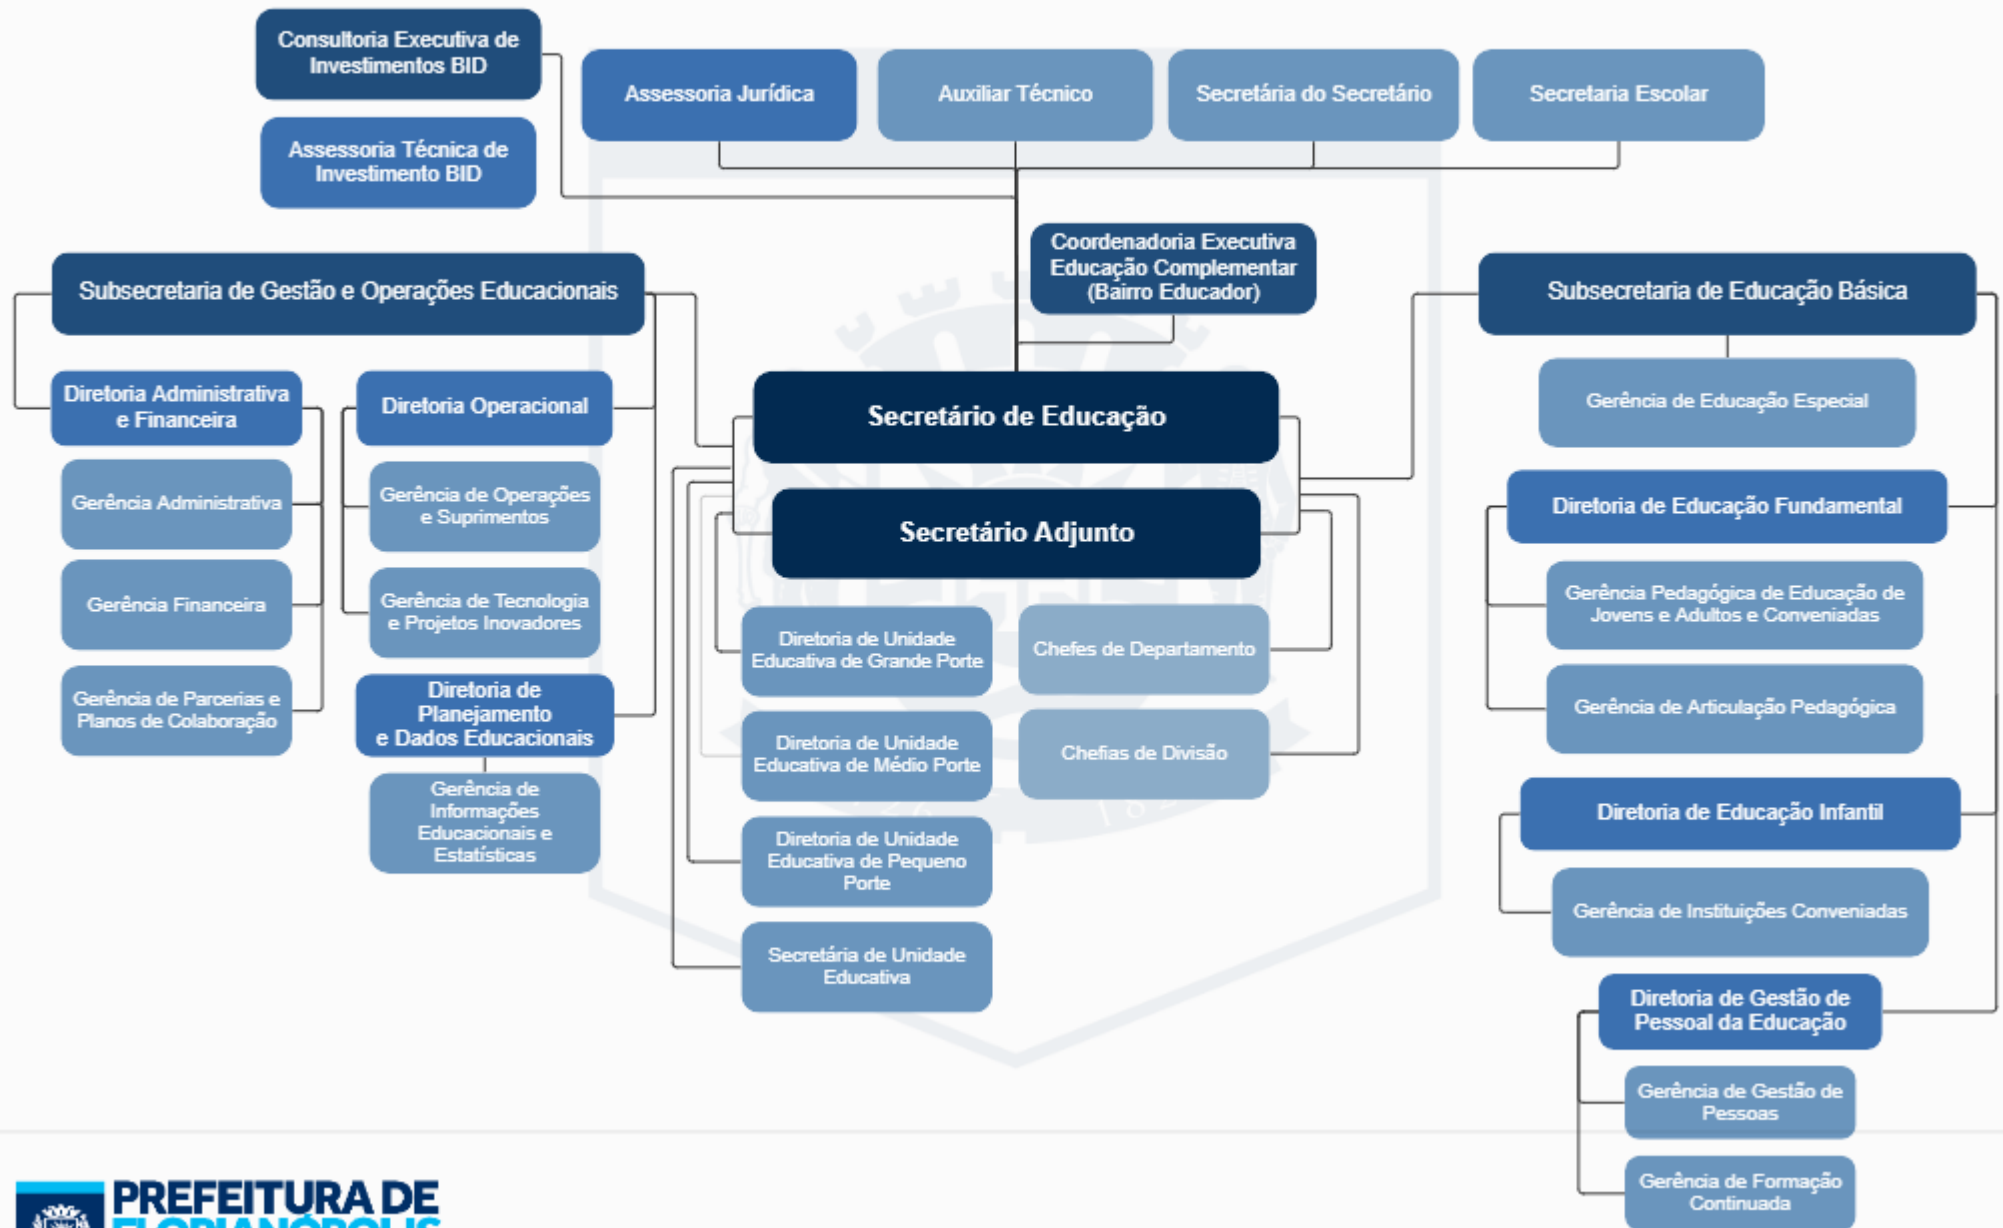 Consultoria Executiva de
Investimentos BID
Assessoria Técnica de
Investimento BID
Assessoria Jurídica
Auxiliar Técnico
Secretária do Secretário
Secretaria Escolar
Coordenadoria Executiva
Educação Complementar
(Bairro Educador)
Subsecretaria de Gestão e Operações Educacionais
Subsecretaria de Educação Básica
Diretoria Administrativa
e Financeira
Gerência Administrativa
Gerência Financeira
Gerência de Parcerias e
Planos de Colaboração
Diretoria Operacional
Gerência de Operações
e Suprimentos
Gerência de Tecnologia
e Projetos Inovadores
Diretoria de
Planejamento
e Dados Educacionais
Gerência de
Informações
Educacionais e
Estatísticas
Secretário de Educação
Secretário Adjunto
Diretoria de Unidade
Educativa de Grande Porte
Diretoria de Unidade
Educativa de Médio Porte
Diretoria de Unidade
Educativa de Pequeno
Porte
Secretária de Unidade
Educativa
Chefes de Departamento
Chefias de Divisão
Gerência de Educação Especial
Diretoria de Educação Fundamental
Gerência Pedagógica de Educação de
Jovens e Adultos e Conveniadas
Gerência de Articulação Pedagógica
Diretoria de Educação Infantil
Gerência de Instituições Conveniadas
Diretoria de Gestão de
Pessoal da Educação
Gerência de Gestão de
Pessoas
Gerência de Formação
Continuada
PREFEITURA DE
FLORIANÓPOLIS